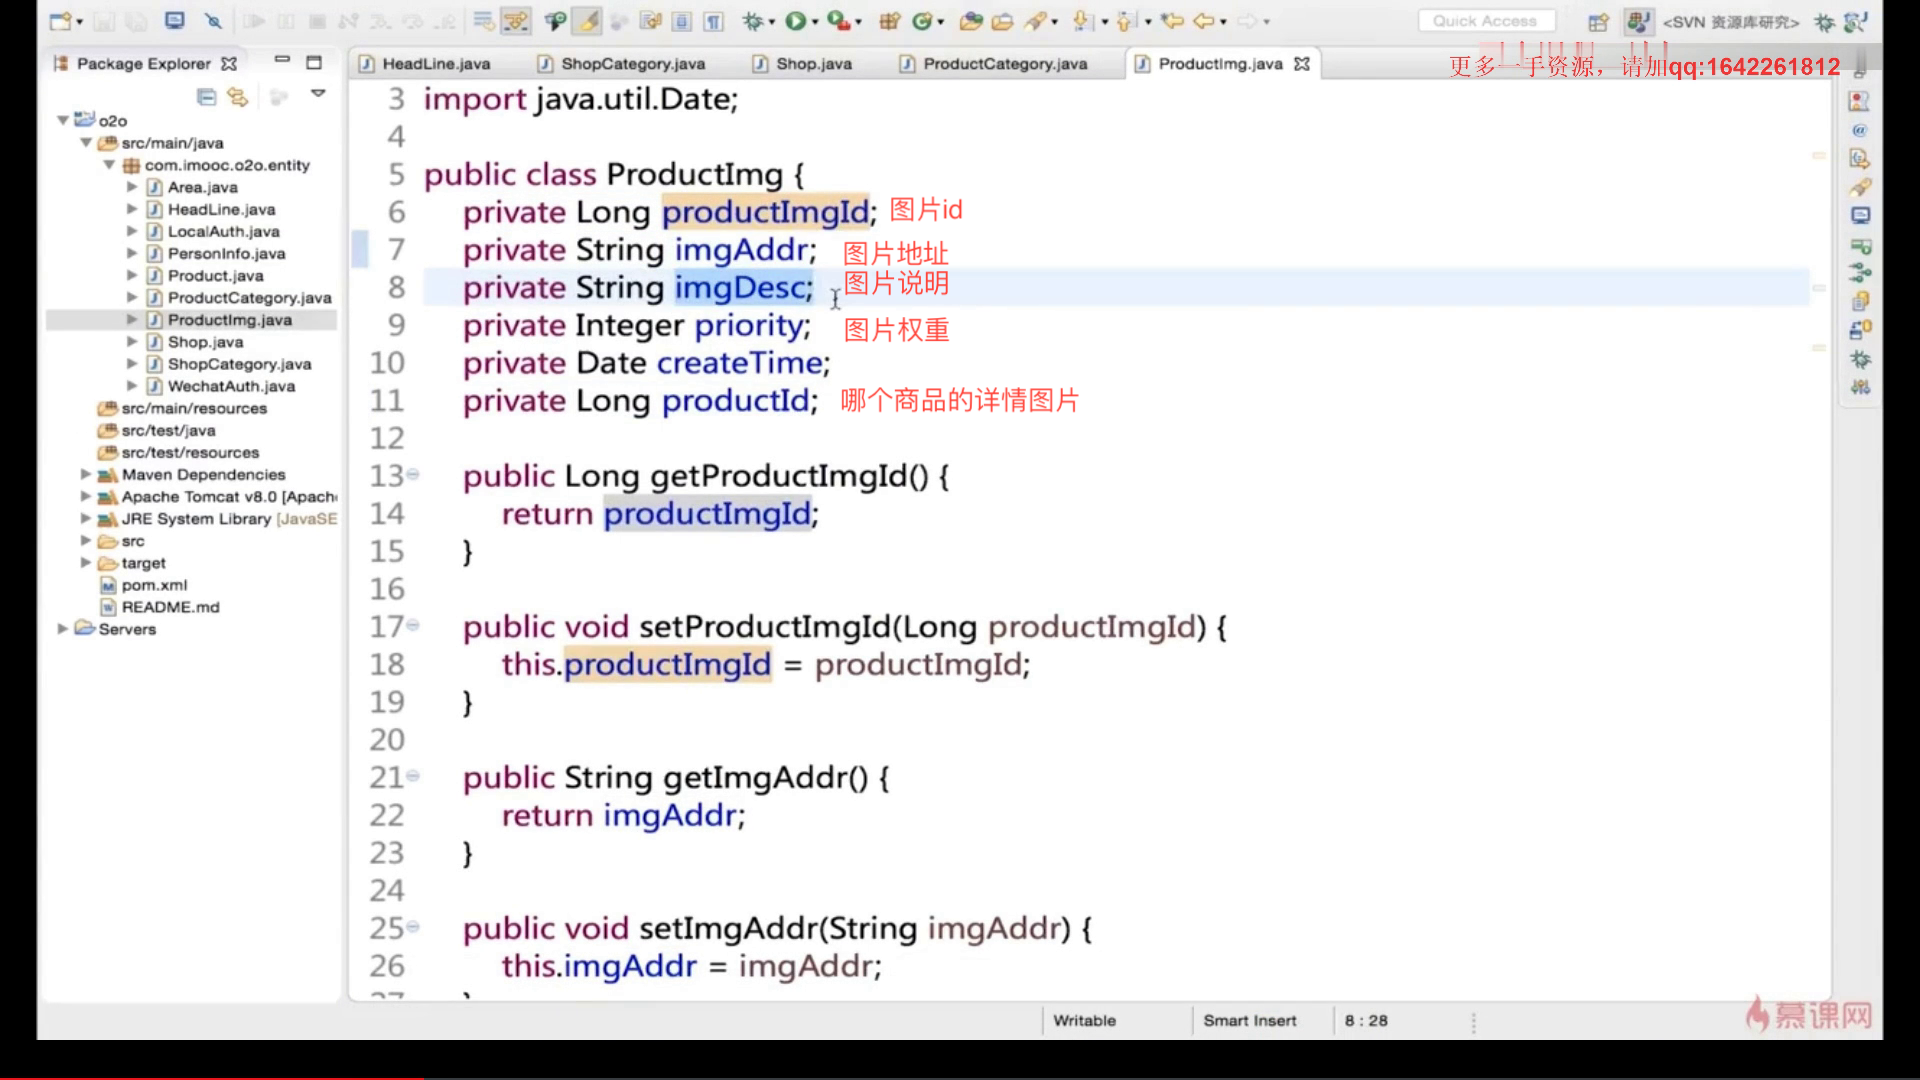 Quick Access
<SVN 资源库研究>
更多一手资源，请加qq:1642261812
Package Explorer
HeadLine.java
ShopCategory.java
Shop.java
ProductCategory.java
ProductImg.java
o2o
src/main/java
com.imooc.o2o.entity
Area.java
HeadLine.java
LocalAuth.java
PersonInfo.java
Product.java
ProductCategory.java
ProductImg.java
Shop.java
ShopCategory.java
WechatAuth.java
src/main/resources
src/test/java
src/test/resources
Maven Dependencies
Apache Tomcat v8.0 [Apach
JRE System Library [JavaSE
src
target
pom.xml
README.md
Servers
3 import java.util.Date;
4
5 public class ProductImg {
6 private Long productImgId; 图片id
7 private String imgAddr; 图片地址
8 private String imgDesc; 图片说明
9 private Integer priority; 图片权重
10 private Date createTime;
11 private Long productId; 哪个商品的详情图片
12
13 public Long getProductImgId() {
14 return productImgId;
15 }
16
17 public void setProductImgId(Long productImgId) {
18 this.productImgId = productImgId;
19 }
20
21 public String getImgAddr() {
22 return imgAddr;
23 }
24
25 public void setImgAddr(String imgAddr) {
26 this.imgAddr = imgAddr;
Writable
Smart Insert
8 : 28
慕课网